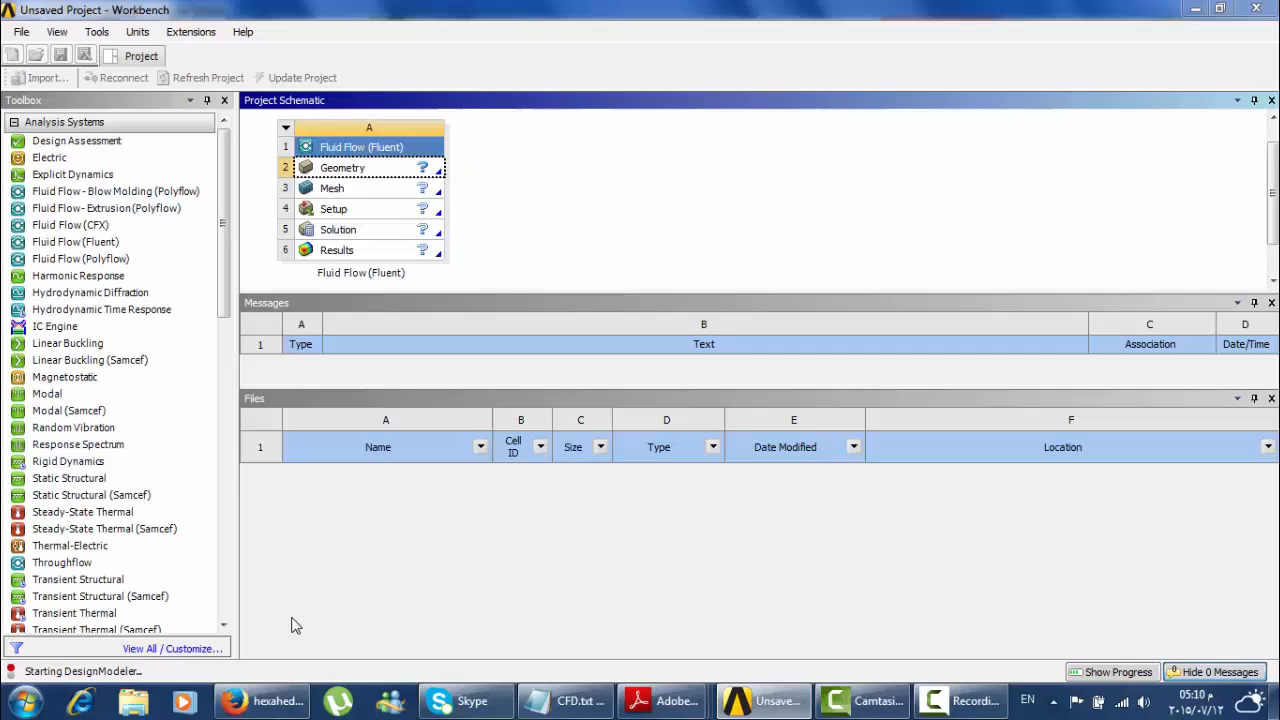 Unsaved Project - Workbench
File View Tools Units Extensions Help
Project
Import... Reconnect Refresh Project Update Project
Toolbox
Analysis Systems
Design Assessment
Electric
Explicit Dynamics
Fluid Flow - Blow Molding (Polyflow)
Fluid Flow- Extrusion (Polyflow)
Fluid Flow (CFX)
Fluid Flow (Fluent)
Fluid Flow (Polyflow)
Harmonic Response
Hydrodynamic Diffraction
Hydrodynamic Time Response
IC Engine
Linear Buckling
Linear Buckling (Samcef)
Magnetostatic
Modal
Modal (Samcef)
Random Vibration
Response Spectrum
Rigid Dynamics
Static Structural
Static Structural (Samcef)
Steady-State Thermal
Steady-State Thermal (Samcef)
Thermal-Electric
Throughflow
Transient Structural
Transient Structural (Samcef)
Transient Thermal
Transient Thermal (Samcef)
View All / Customize...
Project Schematic
A
1 Fluid Flow (Fluent)
2 Geometry ?
3 Mesh ?
4 Setup ?
5 Solution ?
6 Results ?
Fluid Flow (Fluent)
Messages
A B C D
1 Type Text Association Date/Time
Files
A B C D E F
1 Name Cell ID Size Type Date Modified Location
Starting DesignModeler...
Show Progress Hide 0 Messages
hexahed... Skype CFD.txt ... Adobe... Unsave... Camtasi... Recordi... EN
05:10 م
٢٠١٥/٠٧/١٢